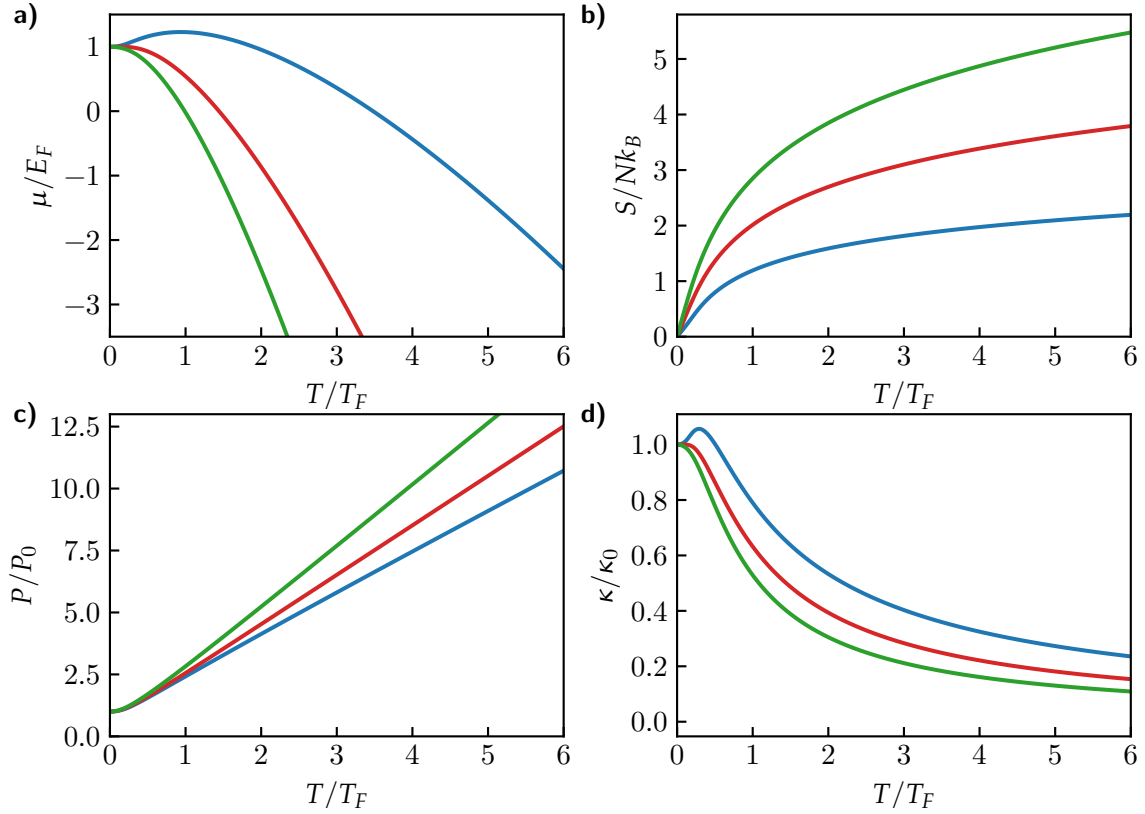 a)
μ/E_F
1
0
−1
−2
−3
0 1 2 3 4 5 6
T/T_F
b)
S/Nk_B
5
4
3
2
1
0
0 1 2 3 4 5 6
T/T_F
c)
P/P_0
12.5
10.0
7.5
5.0
2.5
0.0
0 1 2 3 4 5 6
T/T_F
d)
κ/κ_0
1.0
0.8
0.6
0.4
0.2
0.0
0 1 2 3 4 5 6
T/T_F